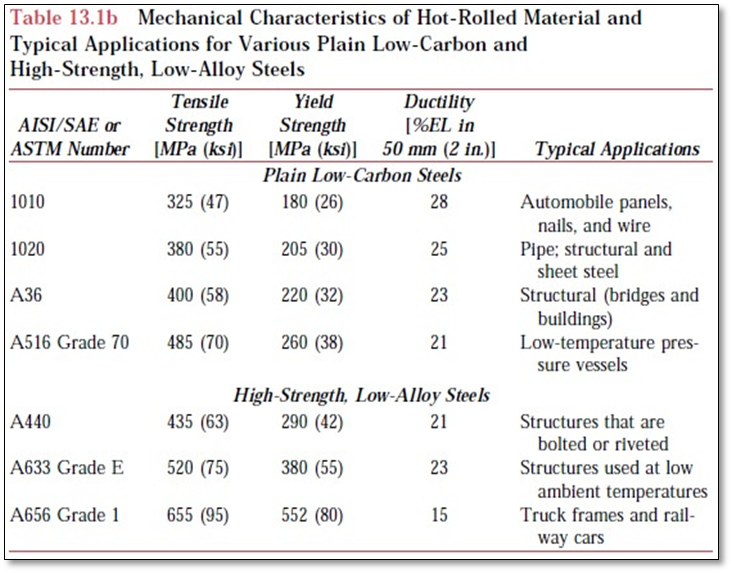 Table 13.1b Mechanical Characteristics of Hot-Rolled Material and
Typical Applications for Various Plain Low-Carbon and
High-Strength, Low-Alloy Steels
Tensile Yield Ductility
AISI/SAE or Strength Strength [%EL in
ASTM Number [MPa (ksi)] [MPa (ksi)] 50 mm (2 in.)] Typical Applications
Plain Low-Carbon Steels
1010 325 (47) 180 (26) 28 Automobile panels,
nails, and wire
1020 380 (55) 205 (30) 25 Pipe; structural and
sheet steel
A36 400 (58) 220 (32) 23 Structural (bridges and
buildings)
A516 Grade 70 485 (70) 260 (38) 21 Low-temperature pres-
sure vessels
High-Strength, Low-Alloy Steels
A440 435 (63) 290 (42) 21 Structures that are
bolted or riveted
A633 Grade E 520 (75) 380 (55) 23 Structures used at low
ambient temperatures
A656 Grade 1 655 (95) 552 (80) 15 Truck frames and rail-
way cars